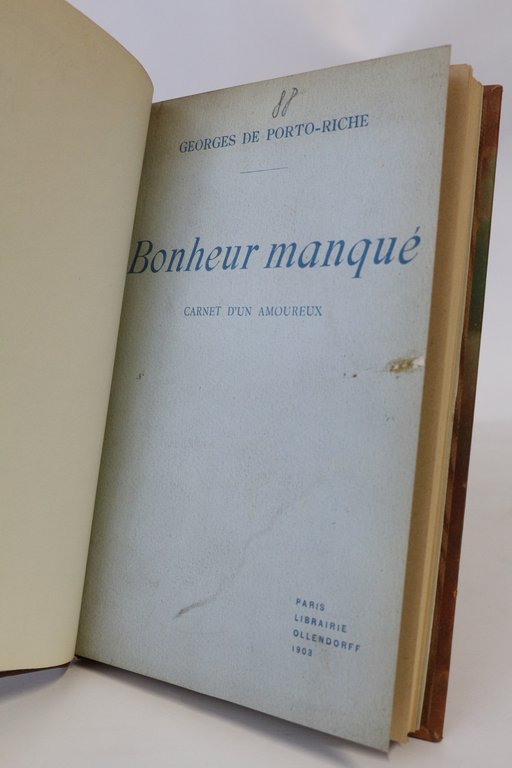 88
GEORGES DE PORTO-RICHE
Bonheur manqué
CARNET D'UN AMOUREUX
PARIS
LIBRAIRIE
OLLENDORFF
1903